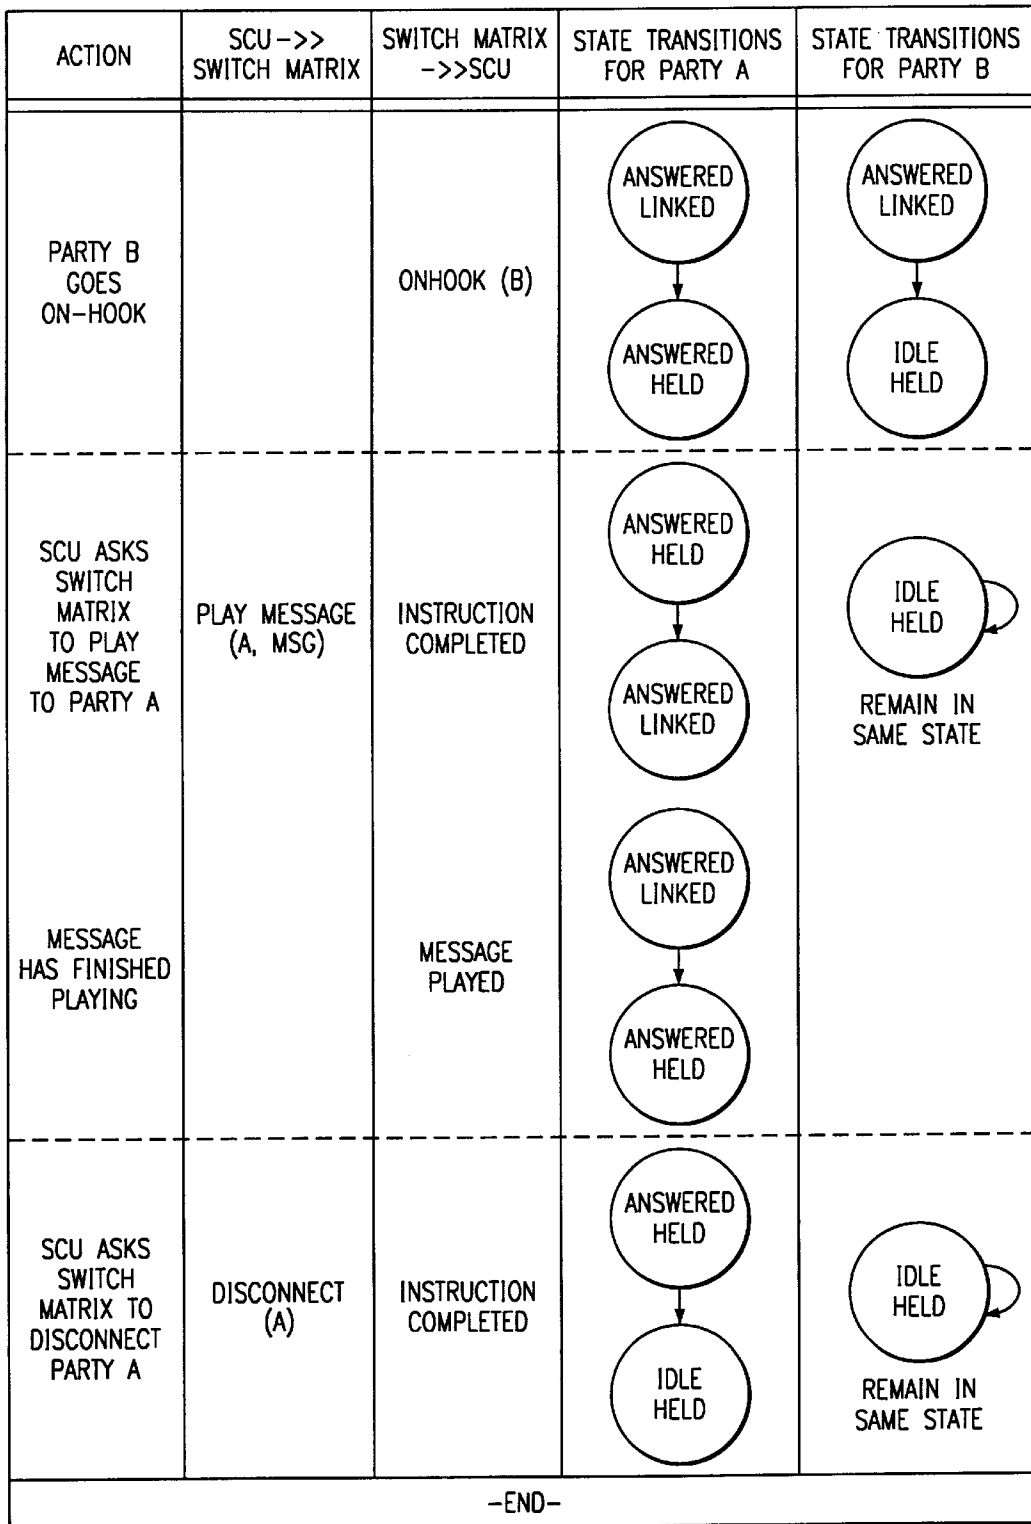 ACTION
SCU->>
SWITCH MATRIX
SWITCH MATRIX
->>SCU
STATE TRANSITIONS
FOR PARTY A
STATE TRANSITIONS
FOR PARTY B
PARTY B
GOES
ON-HOOK
ONHOOK (B)
ANSWERED
LINKED
ANSWERED
HELD
ANSWERED
LINKED
IDLE
HELD
SCU ASKS
SWITCH
MATRIX
TO PLAY
MESSAGE
TO PARTY A
PLAY MESSAGE
(A, MSG)
INSTRUCTION
COMPLETED
ANSWERED
HELD
ANSWERED
LINKED
IDLE
HELD
REMAIN IN
SAME STATE
MESSAGE
HAS FINISHED
PLAYING
MESSAGE
PLAYED
ANSWERED
LINKED
ANSWERED
HELD
SCU ASKS
SWITCH
MATRIX TO
DISCONNECT
PARTY A
DISCONNECT
(A)
INSTRUCTION
COMPLETED
ANSWERED
HELD
IDLE
HELD
IDLE
HELD
REMAIN IN
SAME STATE
-END-